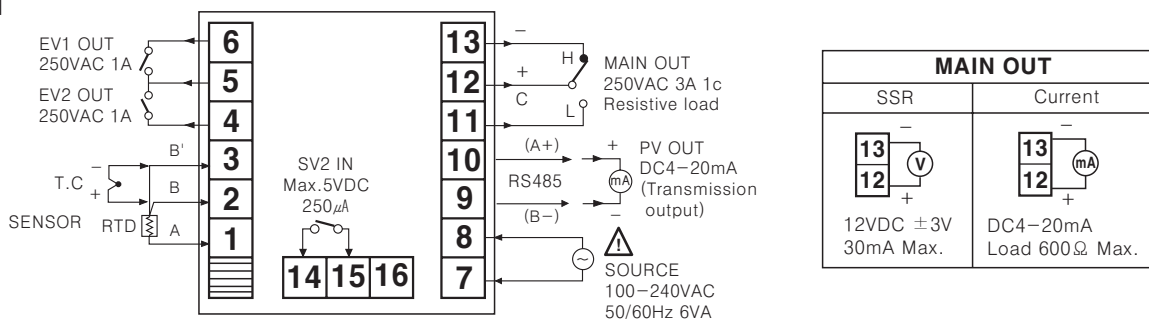 EV1 OUT
250VAC 1A
EV2 OUT
250VAC 1A
6
5
4
3
2
1
B'
B
A
−
T.C
+
SENSOR
RTD
SV2 IN
Max.5VDC
250㎂
14 15 16
13
12
11
10
9
8
7
−
H
+
C
L
MAIN OUT
250VAC 3A 1c
Resistive load
(A+)
RS485
(B−)
+
mA
−
PV OUT
DC4−20mA
(Transmission
output)
SOURCE
100−240VAC
50/60Hz 6VA
MAIN OUT
SSR Current
−
13
12
V
+
12VDC ±3V
30mA Max.
−
13
12
mA
+
DC4−20mA
Load 600Ω Max.